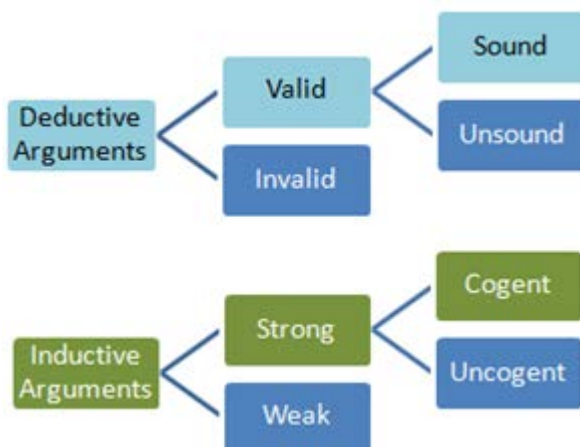 Sound
Valid
Deductive
Arguments
Unsound
Invalid
Cogent
Strong
Inductive
Arguments
Uncogent
Weak